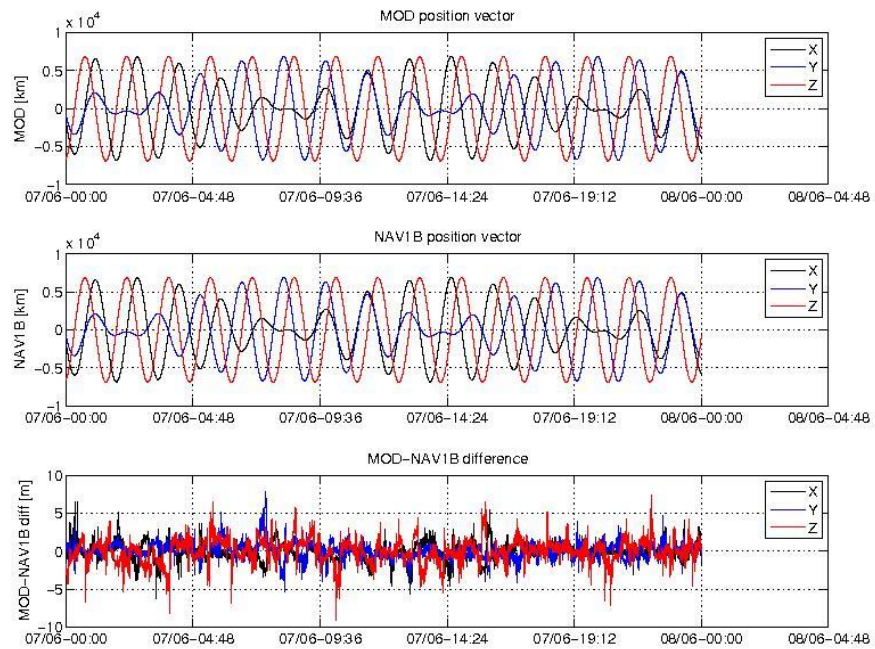 MOD position vector
x 10^4
1
0.5
0
-0.5
-1
MOD [km]
X
Y
Z
07/06-00:00 07/06-04:48 07/06-09:36 07/06-14:24 07/06-19:12 08/06-00:00 08/06-04:48
NAV1B position vector
x 10^4
1
0.5
0
-0.5
-1
NAV1B [km]
X
Y
Z
07/06-00:00 07/06-04:48 07/06-09:36 07/06-14:24 07/06-19:12 08/06-00:00 08/06-04:48
MOD-NAV1B difference
10
5
0
-5
-10
MOD-NAV1B diff [m]
X
Y
Z
07/06-00:00 07/06-04:48 07/06-09:36 07/06-14:24 07/06-19:12 08/06-00:00 08/06-04:48